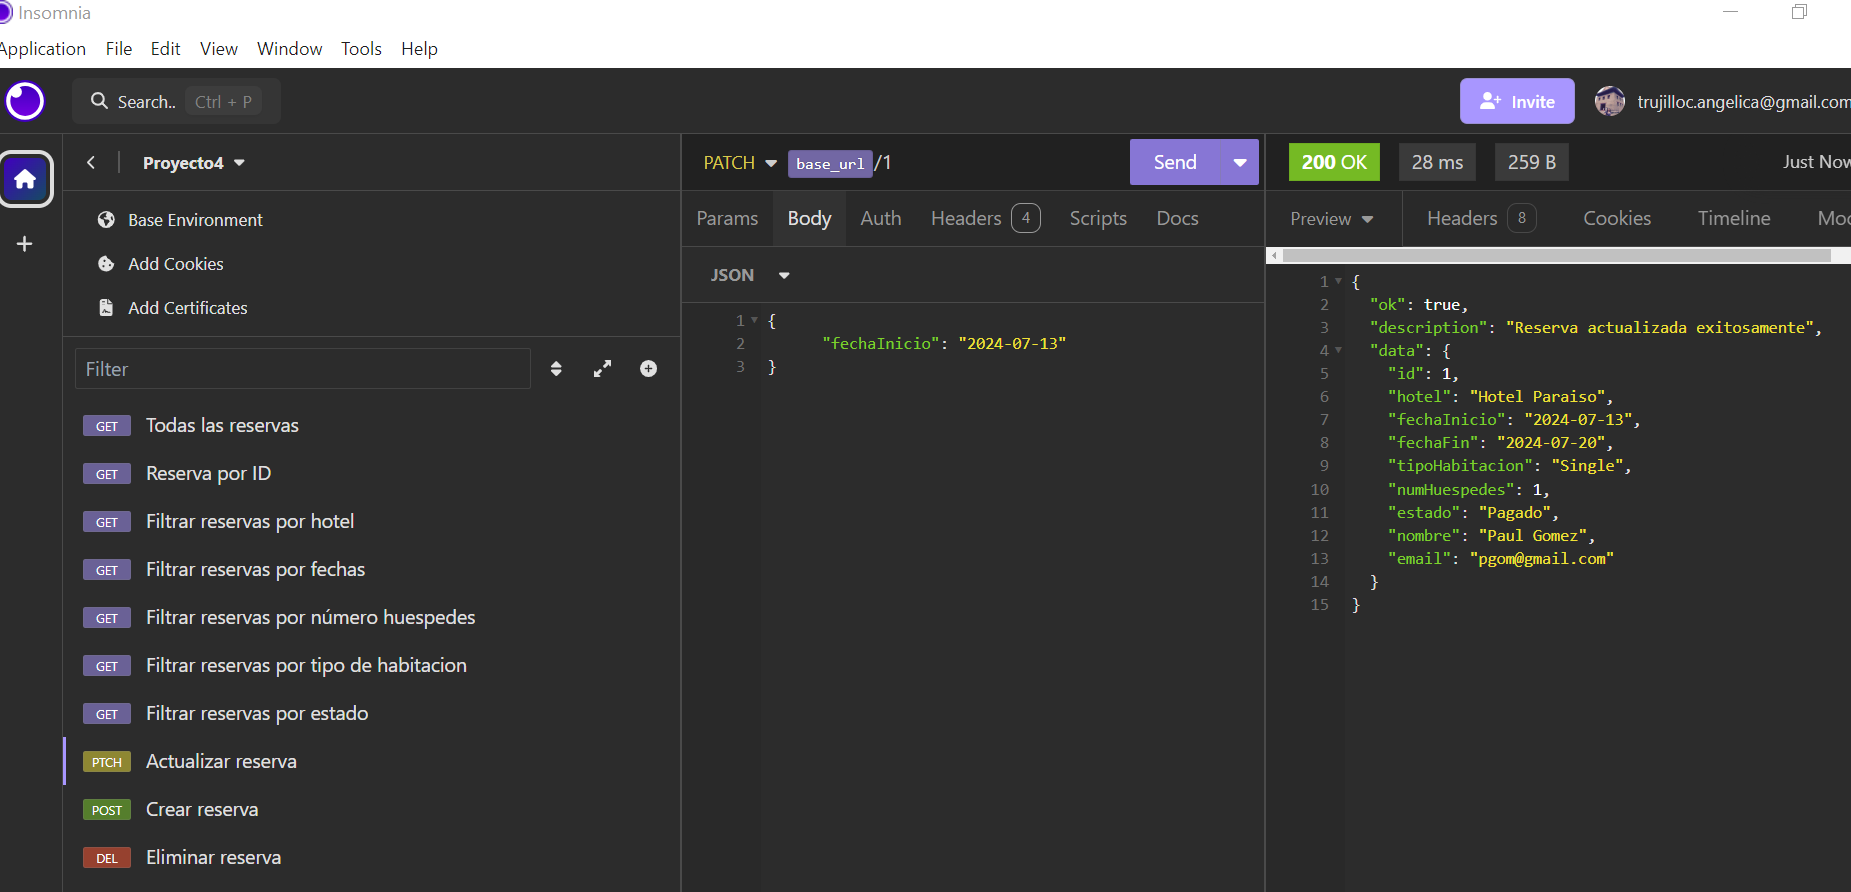 Insomnia
Application File Edit View Window Tools Help
Search.. Ctrl + P
Invite
trujilloc.angelica@gmail.com
Proyecto4
Base Environment
Add Cookies
Add Certificates
Filter
GET Todas las reservas
GET Reserva por ID
GET Filtrar reservas por hotel
GET Filtrar reservas por fechas
GET Filtrar reservas por número huespedes
GET Filtrar reservas por tipo de habitacion
GET Filtrar reservas por estado
PTCH Actualizar reserva
POST Crear reserva
DEL Eliminar reserva
PATCH base_url/1 Send
Params Body Auth Headers 4 Scripts Docs
JSON
1 {
2 "fechaInicio": "2024-07-13"
3 }
200 OK 28 ms 259 B Just Now
Preview Headers 8 Cookies Timeline Moc
1 {
2 "ok": true,
3 "description": "Reserva actualizada exitosamente",
4 "data": {
5 "id": 1,
6 "hotel": "Hotel Paraiso",
7 "fechaInicio": "2024-07-13",
8 "fechaFin": "2024-07-20",
9 "tipoHabitacion": "Single",
10 "numHuespedes": 1,
11 "estado": "Pagado",
12 "nombre": "Paul Gomez",
13 "email": "pgom@gmail.com"
14 }
15 }